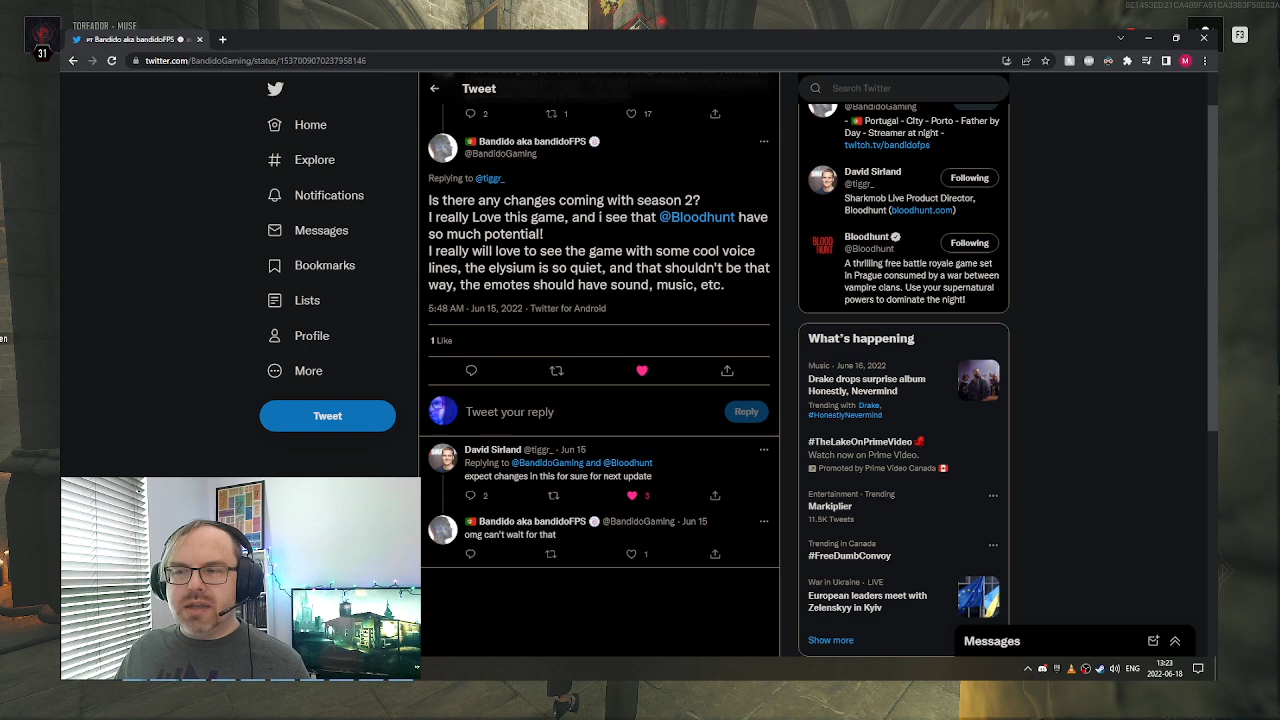 TOREADOR - MUSE
31
F3
PT Bandido aka bandidoFPS
twitter.com/BandidoGaming/status/1537009070237958146
M
Home
Explore
Notifications
Messages
Bookmarks
Lists
Profile
More
Tweet
Tweet
2
1
17
Bandido aka bandidoFPS
@BandidoGaming
Replying to @tiggr_
Is there any changes coming with season 2?
I really Love this game, and i see that @Bloodhunt have
so much potential!
I really will love to see the game with some cool voice
lines, the elysium is so quiet, and that shouldn't be that
way, the emotes should have sound, music, etc.
5:48 AM · Jun 15, 2022 · Twitter for Android
1 Like
Tweet your reply
Reply
David Sirland @tiggr_ · Jun 15
Replying to @BandidoGaming and @Bloodhunt
expect changes in this for sure for next update
2
3
Bandido aka bandidoFPS @BandidoGaming · Jun 15
omg can't wait for that
1
Search Twitter
@BandidoGaming
- Portugal - City - Porto - Father by
Day - Streamer at night -
twitch.tv/bandidofps
David Sirland
@tiggr_
Following
Sharkmob Live Product Director,
Bloodhunt (bloodhunt.com)
BLOOD
HUNT
Bloodhunt
@Bloodhunt
Following
A thrilling free battle royale game set
in Prague consumed by a war between
vampire clans. Use your supernatural
powers to dominate the night!
What's happening
Music · June 16, 2022
Drake drops surprise album
Honestly, Nevermind
Trending with Drake,
#HonestlyNevermind
#TheLakeOnPrimeVideo
Watch now on Prime Video.
Promoted by Prime Video Canada
Entertainment · Trending
Markiplier
11.5K Tweets
Trending in Canada
#FreeDumbConvoy
War in Ukraine · LIVE
European leaders meet with
Zelenskyy in Kyiv
Show more
Messages
ENG
13:23
2022-06-18